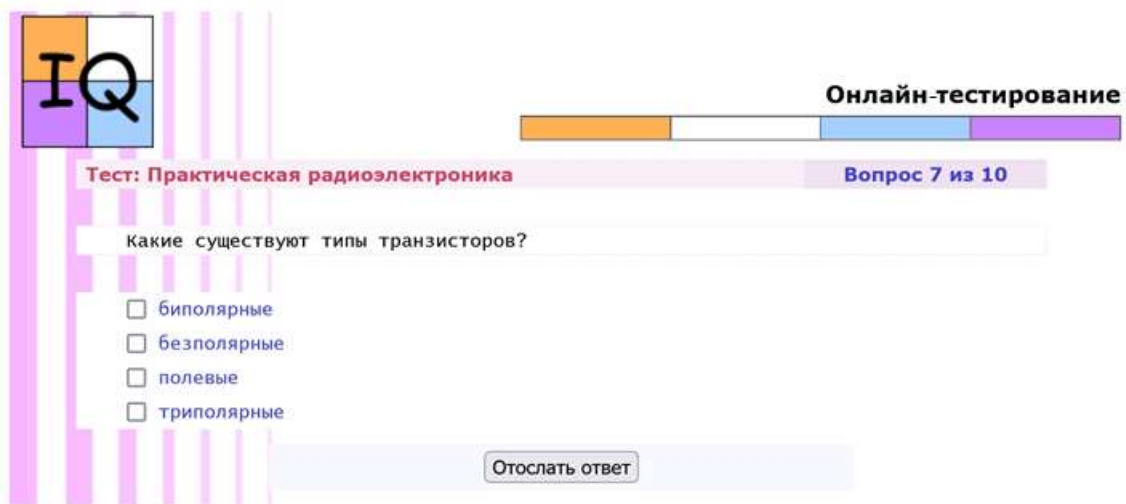 IQ
Онлайн-тестирование
Тест: Практическая радиоэлектроника Вопрос 7 из 10
Какие существуют типы транзисторов?
биполярные
безполярные
полевые
триполярные
Отослать ответ